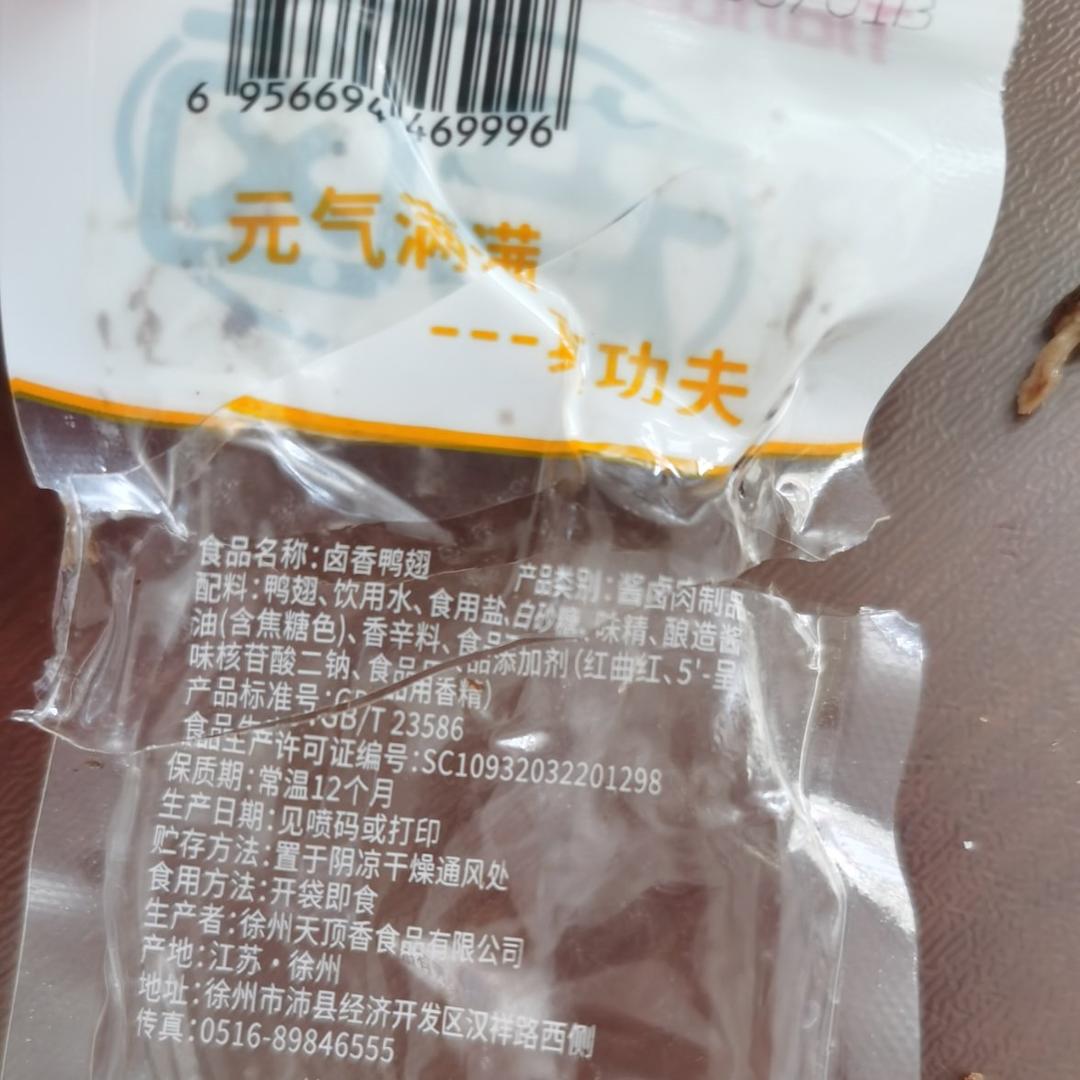 6 956694 469996
元气满满
---真功夫
食品名称:卤香鸭翅 产品类别:酱卤肉制品
配料:鸭翅、饮用水、食用盐、白砂糖、味精、酿造酱
油(含焦糖色)、香辛料、食品 品添加剂(红曲红、5'-呈
味核苷酸二钠、食品用香精)
产品标准号:GB/T 23586
食品生产许可证编号:SC10932032201298
保质期:常温12个月
生产日期:见喷码或打印
贮存方法:置于阴凉干燥通风处
食用方法:开袋即食
生产者:徐州天顶香食品有限公司
产地:江苏·徐州
地址:徐州市沛县经济开发区汉祥路西侧
传真:0516-89846555